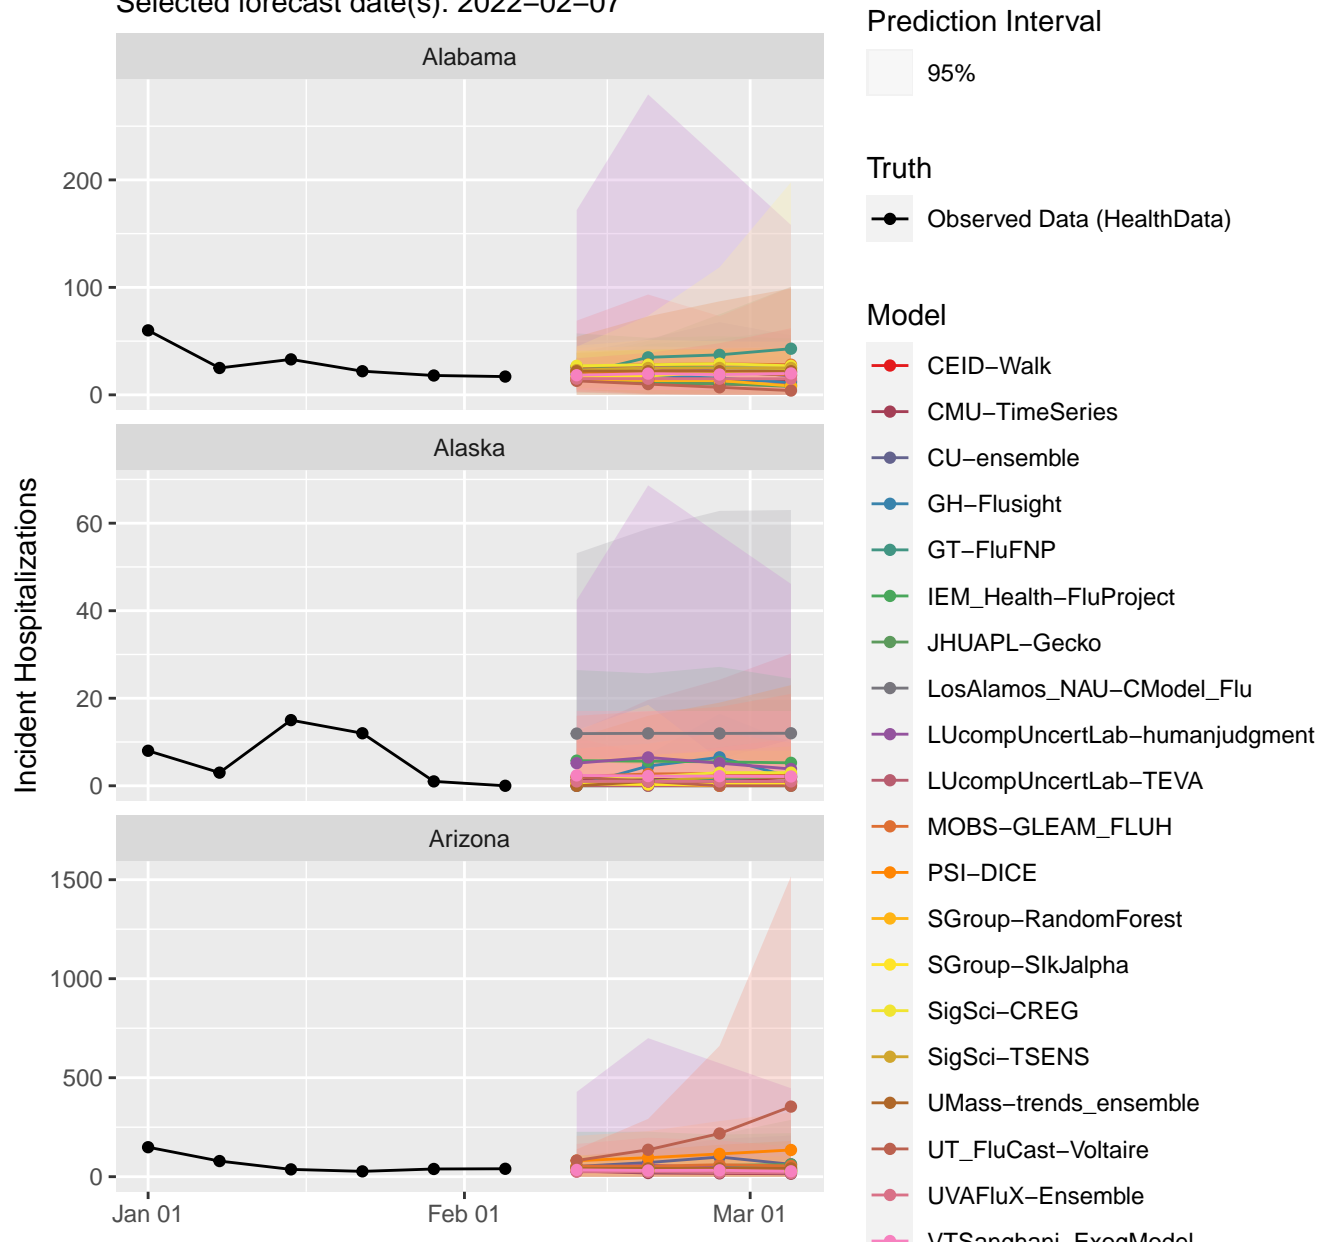 Selected forecast date(s): 2022−02−07
Alabama
200
100
0
Alaska
60
40
20
0
Arizona
1500
1000
500
0
Jan 01
Feb 01
Mar 01
Incident Hospitalizations
Prediction Interval
95%
Truth
Observed Data (HealthData)
Model
CEID−Walk
CMU−TimeSeries
CU−ensemble
GH−Flusight
GT−FluFNP
IEM_Health−FluProject
JHUAPL−Gecko
LosAlamos_NAU−CModel_Flu
LUcompUncertLab−humanjudgment
LUcompUncertLab−TEVA
MOBS−GLEAM_FLUH
PSI−DICE
SGroup−RandomForest
SGroup−SIkJalpha
SigSci−CREG
SigSci−TSENS
UMass−trends_ensemble
UT_FluCast−Voltaire
UVAFluX−Ensemble
VTSanghani−ExogModel